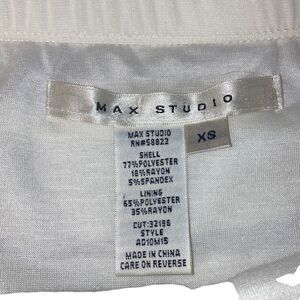 MAX STUDIO
XS
MAX STUDIO
RN#58822
SHELL
77%POLYESTER
18%RAYON
5%SPANDEX
LINING
65%POLYESTER
35%RAYON
CUT:32196
STYLE
AD10M15
MADE IN CHINA
CARE ON REVERSE